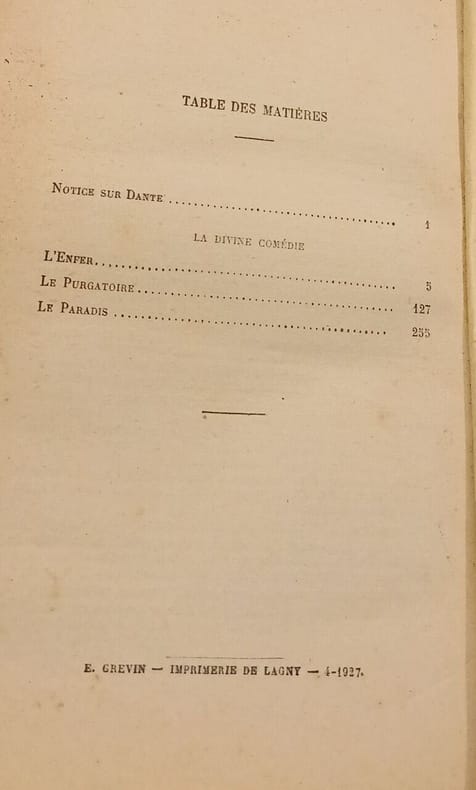 TABLE DES MATIÈRES
NOTICE SUR DANTE .............................. 1
LA DIVINE COMÉDIE
L'ENFER.............................. 5
LE PURGATOIRE.............................. 127
LE PARADIS .............................. 255
E. GREVIN — IMPRIMERIE DE LAGNY — 4-1927.